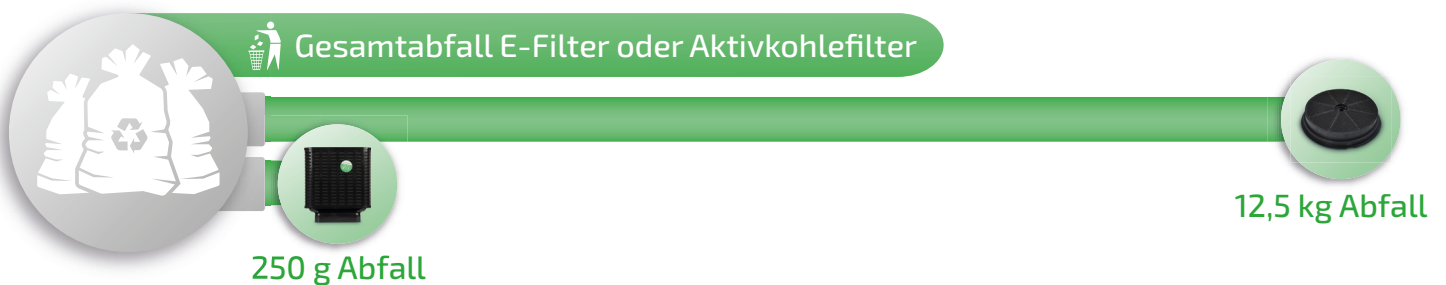 Gesamtabfall E-Filter oder Aktivkohlefilter
12,5 kg Abfall
250 g Abfall